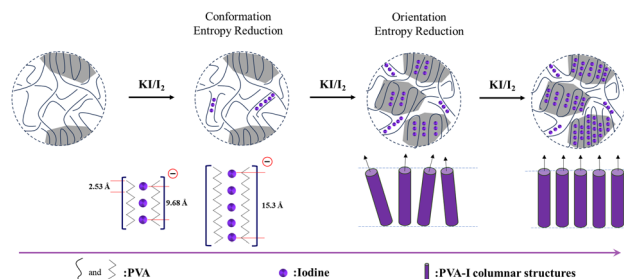 Conformation
Entropy Reduction
Orientation
Entropy Reduction
KI/I₂
KI/I₂
KI/I₂
2.53 Å
9.68 Å
15.3 Å
and :PVA
:Iodine
:PVA-I columnar structures